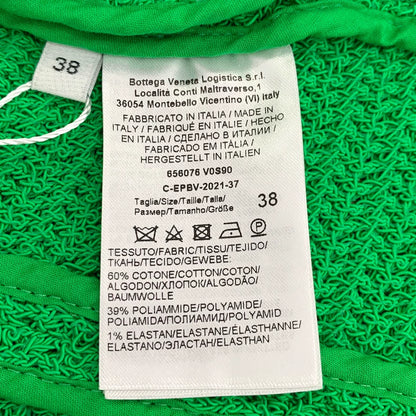 38
Bottega Veneta Logistica S.r.l.
Località Conti Maltraverso,1
36054 Montebello Vicentino (VI) italy
FABBRICATO IN ITALIA / MADE IN
ITALY / FABRIQUÉ EN ITALIE / HECHO
EN ITALIA / СДЕЛАНО В ИТАЛИИ /
FABRICADO EM ITÁLIA /
HERGESTELLT IN ITALIEN
656076 V0S90
C-EPBV-2021-37
Taglia/Size/Taille/Talla/
Размер/Tamanho/Größe 38
TESSUTO/FABRIC/TISSU/TEJIDO/
ТКАНЬ/TECIDO/GEWEBE:
60% COTONE/COTTON/COTON/
ALGODON/ХЛОПОК/ALGODÃO/
BAUMWOLLE
39% POLIAMMIDE/POLYAMIDE/
POLIAMIDA/ПОЛИАМИД/POLYAMID
1% ELASTAN/ELASTANE/ÉLASTHANNE/
ELASTANO/ЭЛАСТАН/ELASTHAN